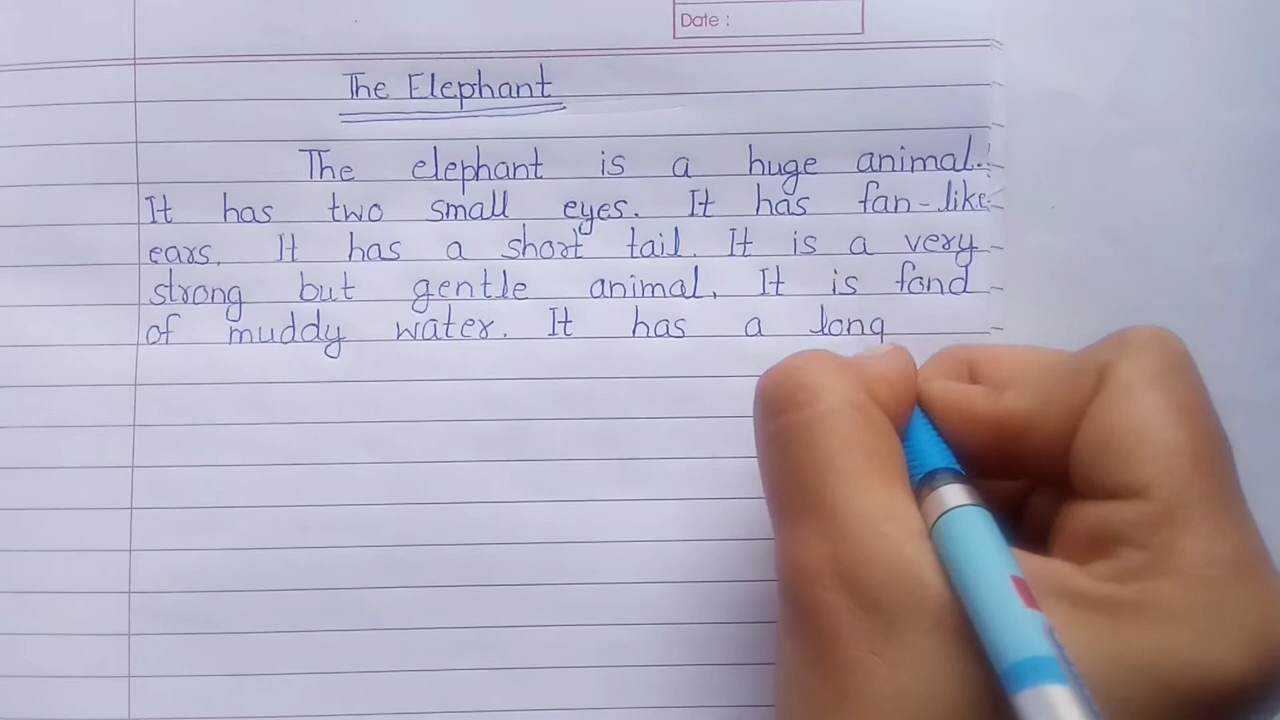 Date :
The Elephant
The elephant is a huge animal.
It has two small eyes. It has fan-like
ears. It has a short tail. It is a very
strong but gentle animal. It is fond
of muddy water. It has a long